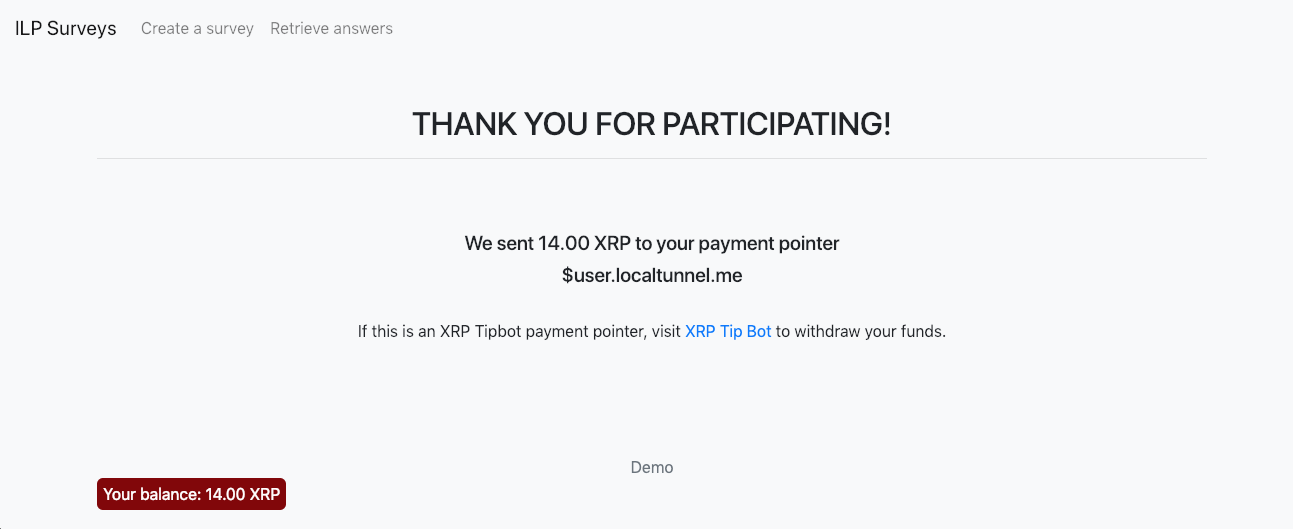 ILP Surveys Create a survey Retrieve answers
THANK YOU FOR PARTICIPATING!
We sent 14.00 XRP to your payment pointer
$user.localtunnel.me
If this is an XRP Tipbot payment pointer, visit XRP Tip Bot to withdraw your funds.
Demo
Your balance: 14.00 XRP